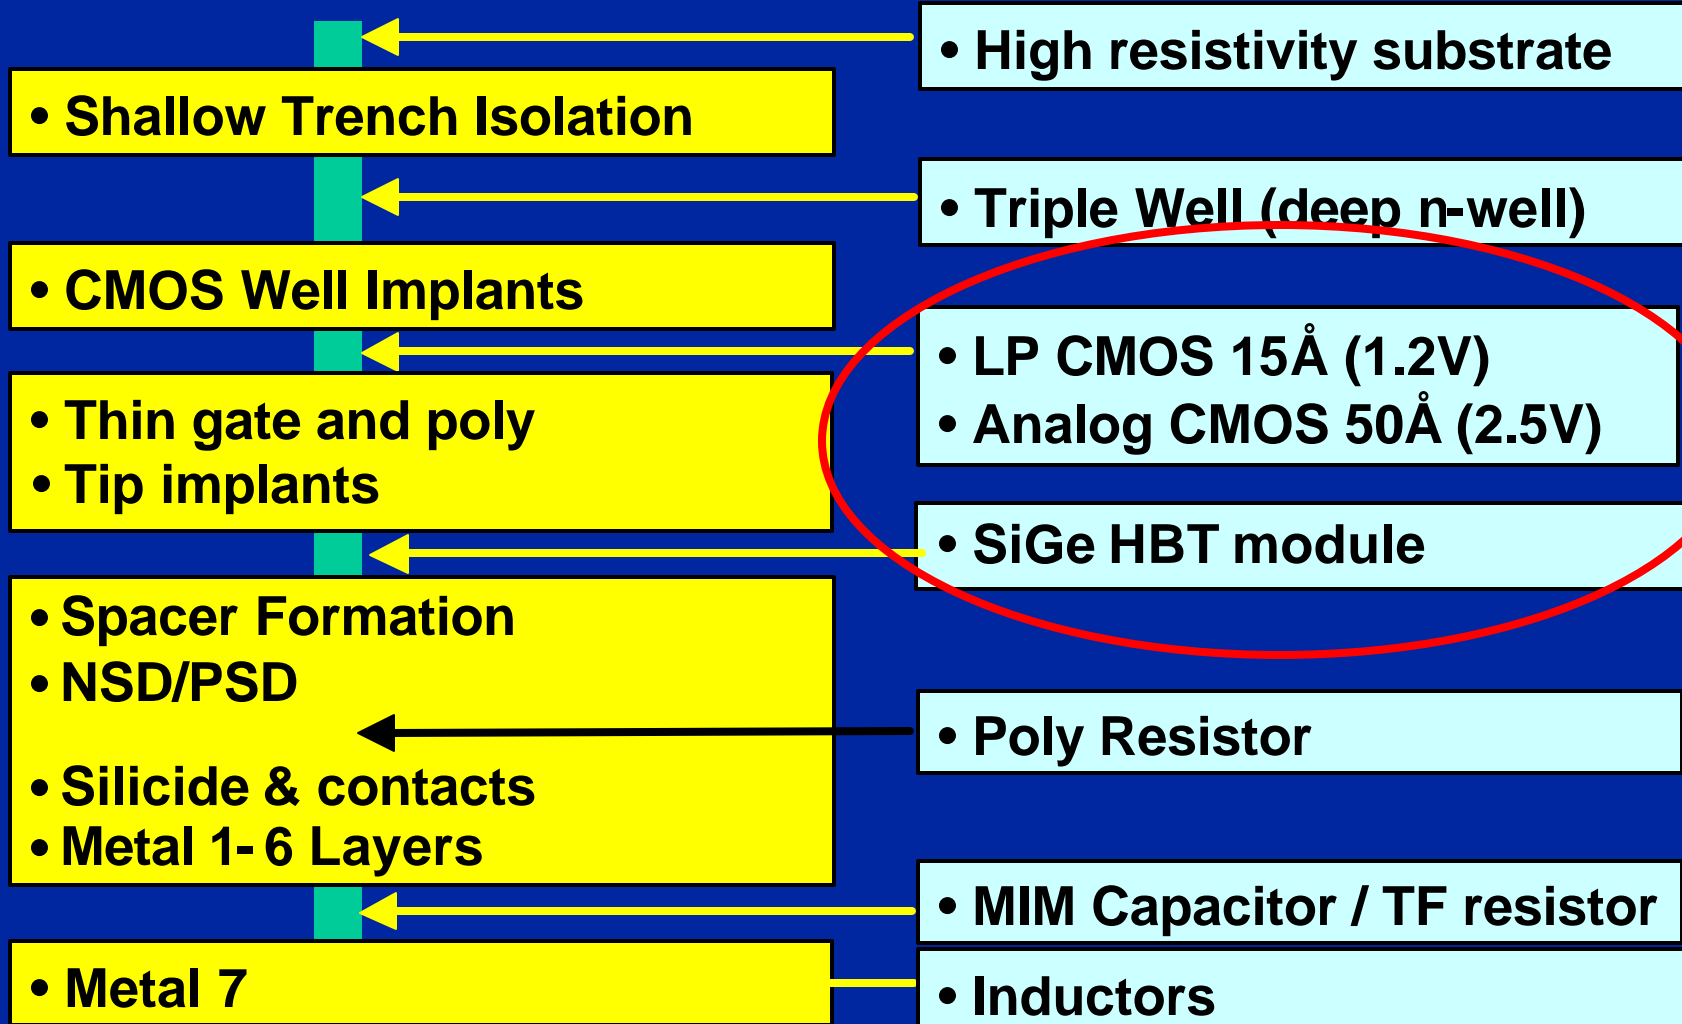 • High resistivity substrate
• Shallow Trench Isolation
• Triple Well (deep n-well)
• CMOS Well Implants
• LP CMOS 15Å (1.2V)
• Analog CMOS 50Å (2.5V)
• Thin gate and poly
• Tip implants
• SiGe HBT module
• Spacer Formation
• NSD/PSD
• Poly Resistor
• Silicide & contacts
• Metal 1- 6 Layers
• MIM Capacitor / TF resistor
• Metal 7
• Inductors